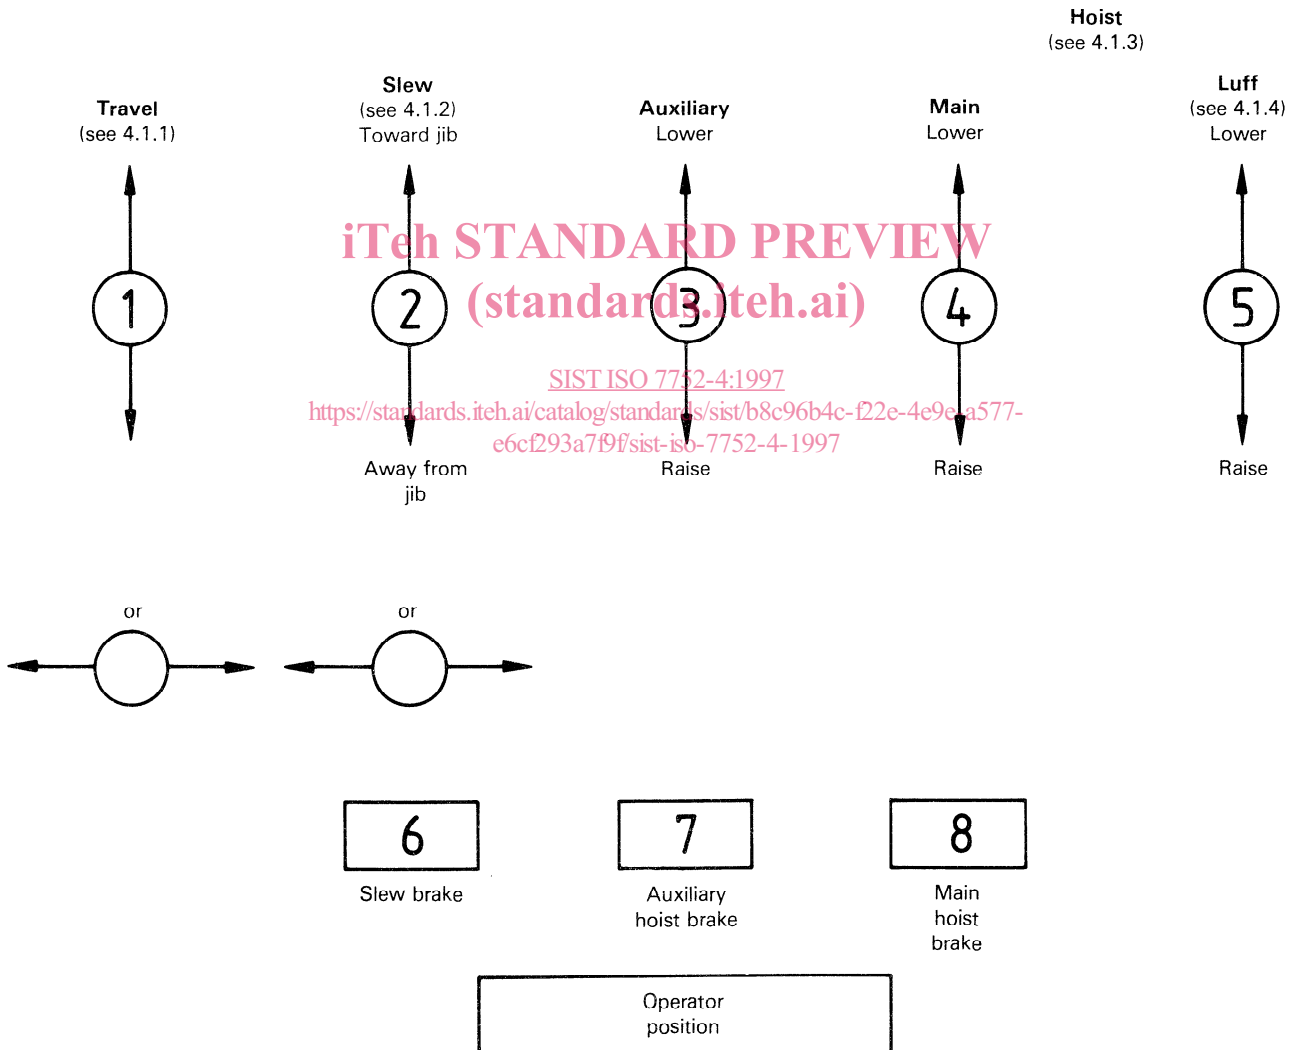 Hoist
(see 4.1.3)
Travel
(see 4.1.1)
Slew
(see 4.1.2)
Toward jib
Auxiliary
Lower
Main
Lower
Luff
(see 4.1.4)
Lower
iTeh STANDARD PREVIEW
(standards.iteh.ai)
1
2
3
4
5
SIST ISO 7752-4:1997
https://standards.iteh.ai/catalog/standards/sist/b8c96b4c-f22e-4e9e-a577-
e6cf293a7f9f/sist-iso-7752-4-1997
Away from
jib
Raise
Raise
Raise
or
or
6
7
8
Slew brake
Auxiliary
hoist brake
Main
hoist
brake
Operator
position